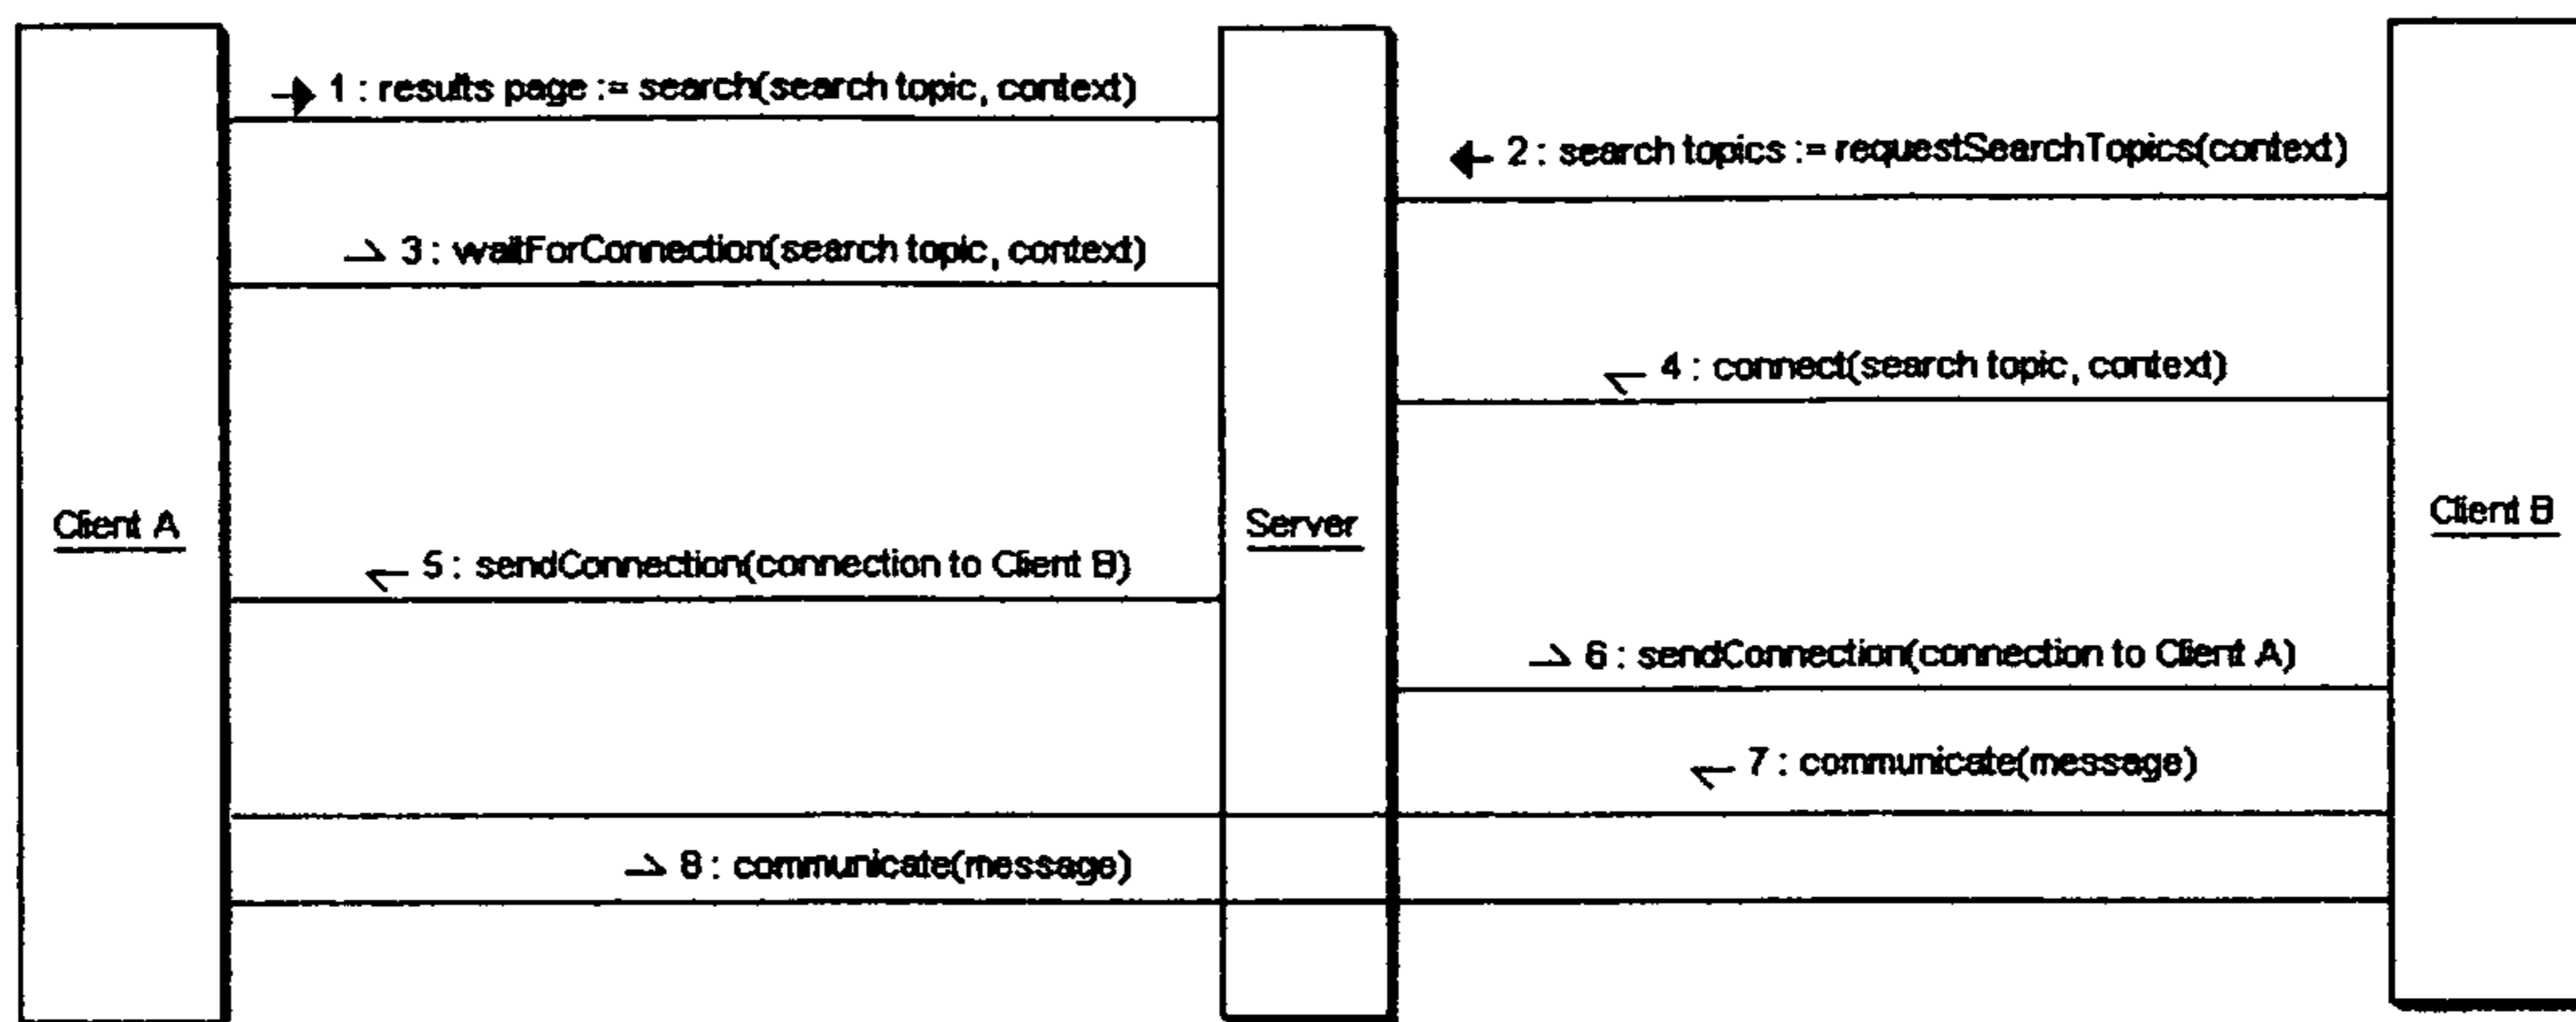 1 : results page := search(search topic, context)
2 : search topics := requestSearchTopics(context)
3 : waitForConnection(search topic, context)
4 : connect(search topic, context)
Client A
Server
Client B
5 : sendConnection(connection to Client B)
6 : sendConnection(connection to Client A)
7 : communicate(message)
8 : communicate(message)